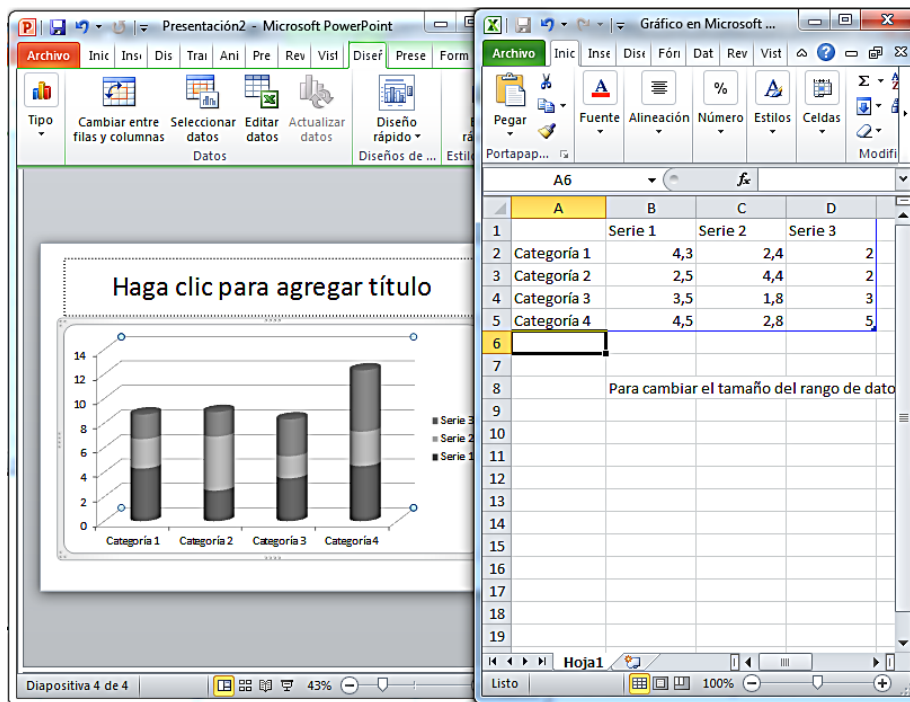 Presentación2 - Microsoft PowerPoint
Archivo Inic Inse Dis Trai Ani Pre Rev Vist Diseñ Prese Form
Tipo
Cambiar entre filas y columnas
Seleccionar datos
Editar datos
Actualizar datos
Diseño rápido
Datos
Diseños de ...
Estilo
Haga clic para agregar título
14
12
10
8
6
4
2
0
Categoría 1 Categoría 2 Categoría 3 Categoría 4
Serie 3
Serie 2
Serie 1
Diapositiva 4 de 4
43%
Gráfico en Microsoft ...
Archivo Inic Inse Dise Fórı Dat Rev Vist
Pegar
Fuente
Alineación
Número
Estilos
Celdas
Portapap...
Modifi
A6 fx
A B C D
1 Serie 1 Serie 2 Serie 3
2 Categoría 1 4,3 2,4 2
3 Categoría 2 2,5 4,4 2
4 Categoría 3 3,5 1,8 3
5 Categoría 4 4,5 2,8 5
6
7
8 Para cambiar el tamaño del rango de dato
9
10
11
12
13
14
15
16
17
18
19
Hoja1
Listo
100%